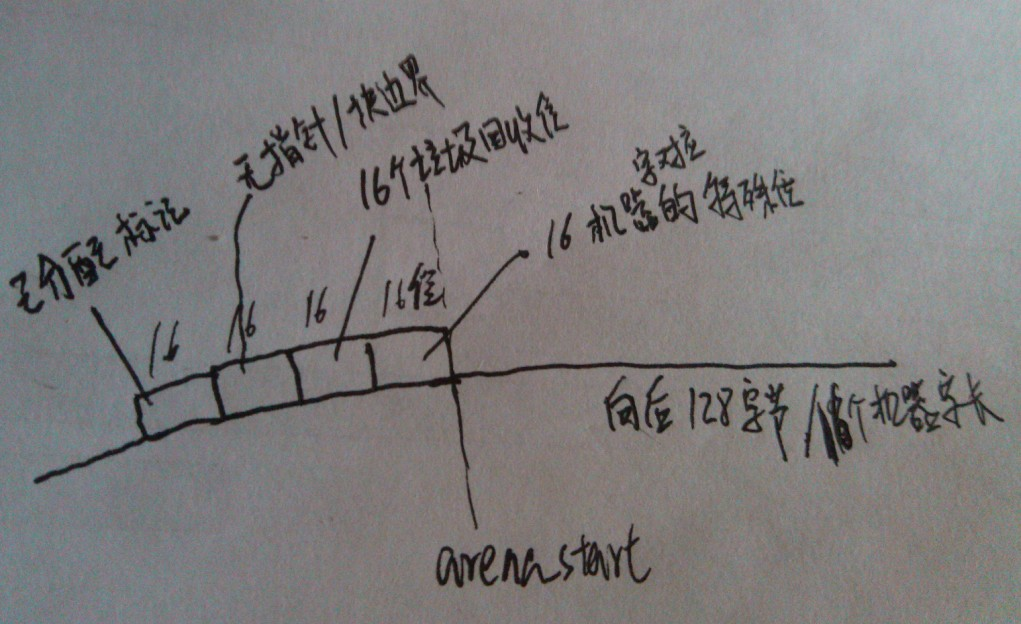 无指针/块边界
16个垃圾回收位
字对应
16 机器的特殊位
已分配标记
16
16
16
16位
向后128字节/16个机器字长
arena_start